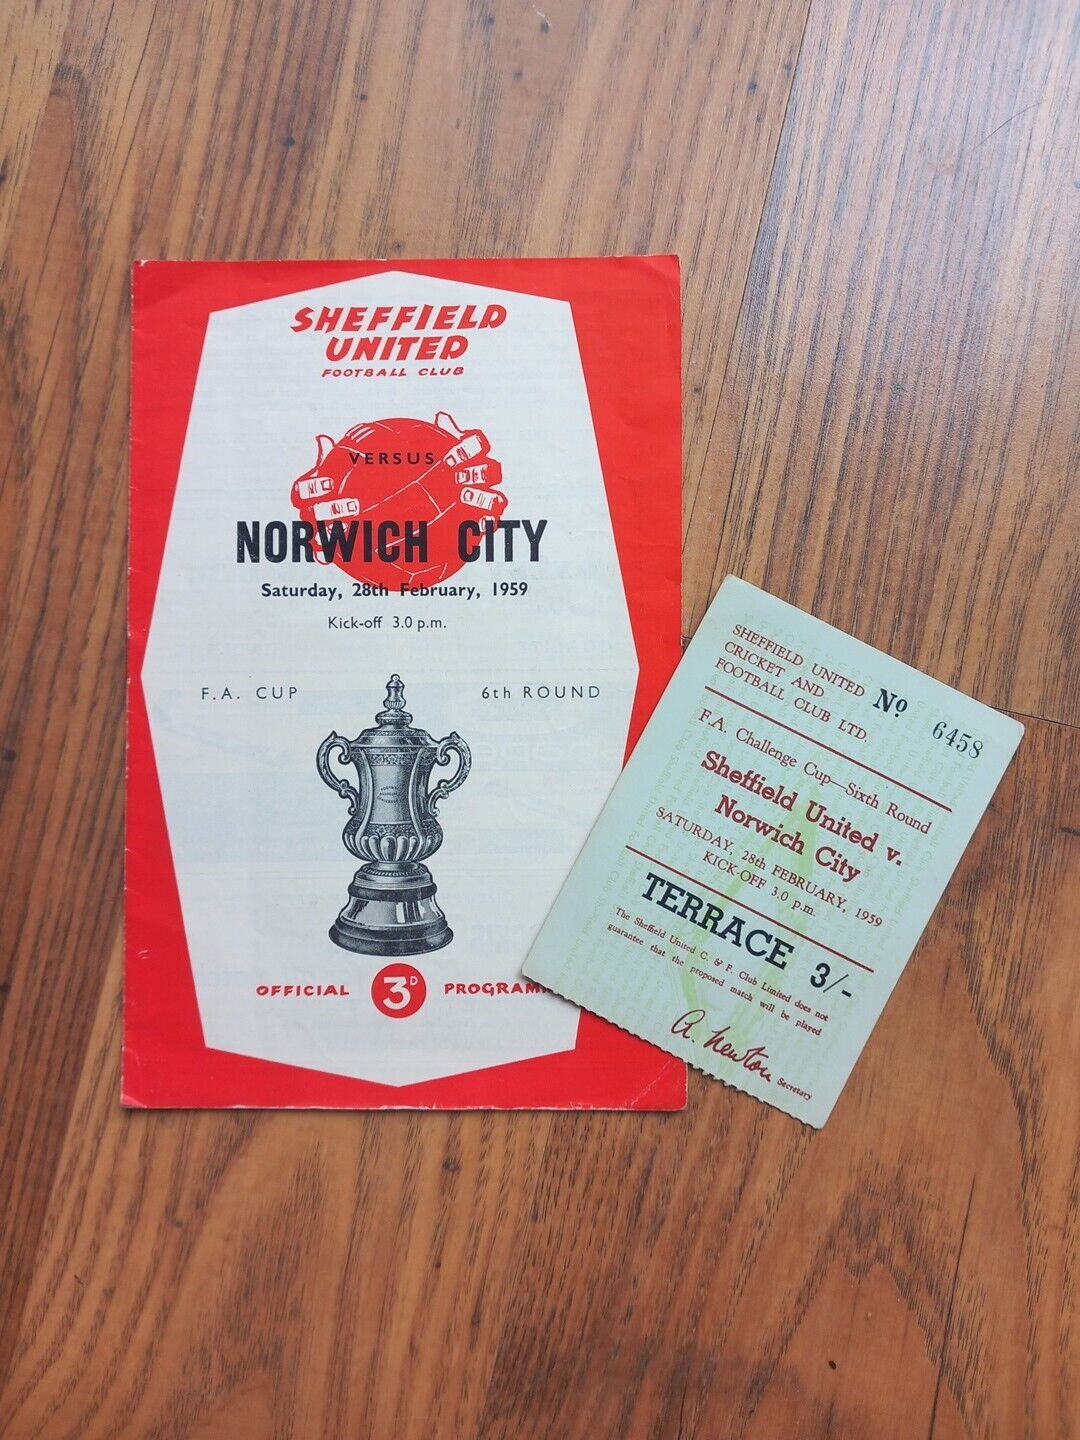 SHEFFIELD
UNITED
FOOTBALL CLUB
VERSUS
NORWICH CITY
Saturday, 28th February, 1959
Kick-off 3.0 p.m.
F.A. CUP 6th ROUND
OFFICIAL 3D PROGRAM
SHEFFIELD UNITED
CRICKET AND
FOOTBALL CLUB LTD.
Nº 6458
F.A. Challenge Cup—Sixth Round
Sheffield United v.
Norwich City
SATURDAY, 28th FEBRUARY, 1959
KICK-OFF 3.0 p.m.
TERRACE 3/-
The Sheffield United C. & F. Club Limited does not
guarantee that the proposed match will be played
A. Newton
Secretary